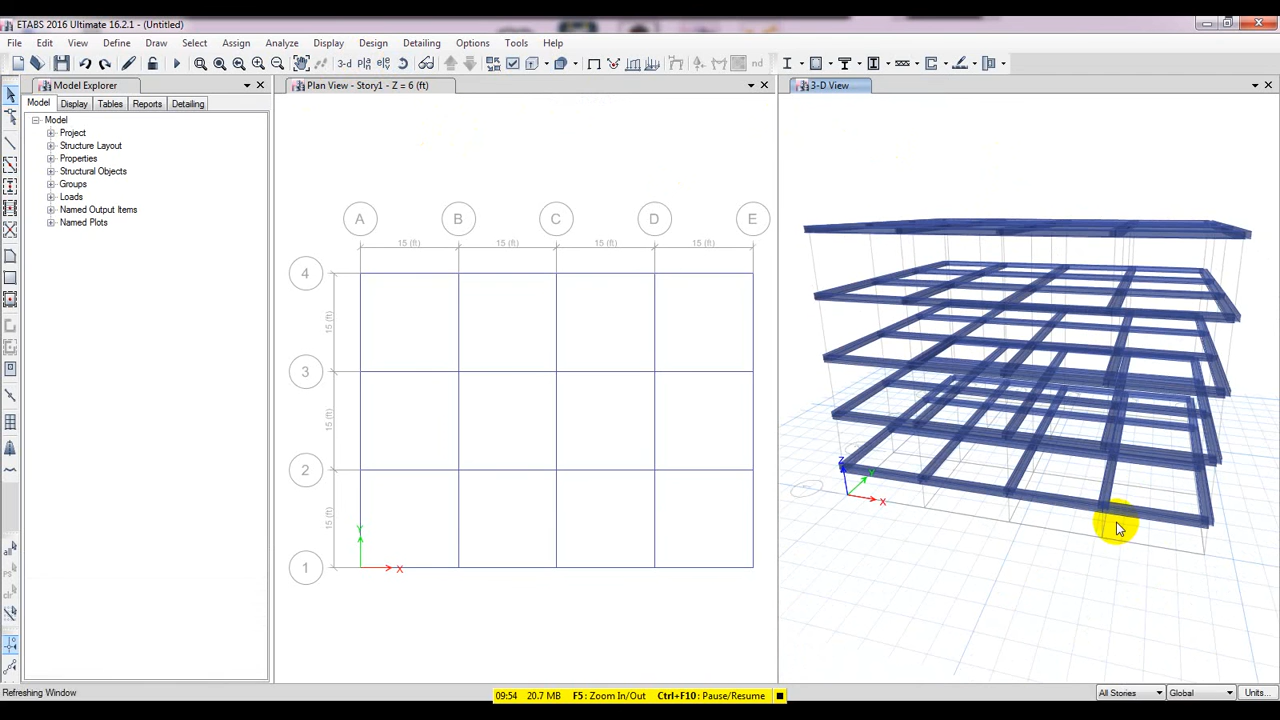 ETABS 2016 Ultimate 16.2.1 - (Untitled)
File Edit View Define Draw Select Assign Analyze Display Design Detailing Options Tools Help
3-d
Model Explorer
Plan View - Story1 - Z = 6 (ft)
3-D View
Model Display Tables Reports Detailing
Model
Project
Structure Layout
Properties
Structural Objects
Groups
Loads
Named Output Items
Named Plots
A B C D E
15 (ft) 15 (ft) 15 (ft) 15 (ft)
4
15 (ft)
3
15 (ft)
2
15 (ft)
1
Y
X
Z
Y
X
all
PS
clr
Refreshing Window
09:54 20.7 MB F5: Zoom In/Out Ctrl+F10: Pause/Resume
All Stories Global Units...